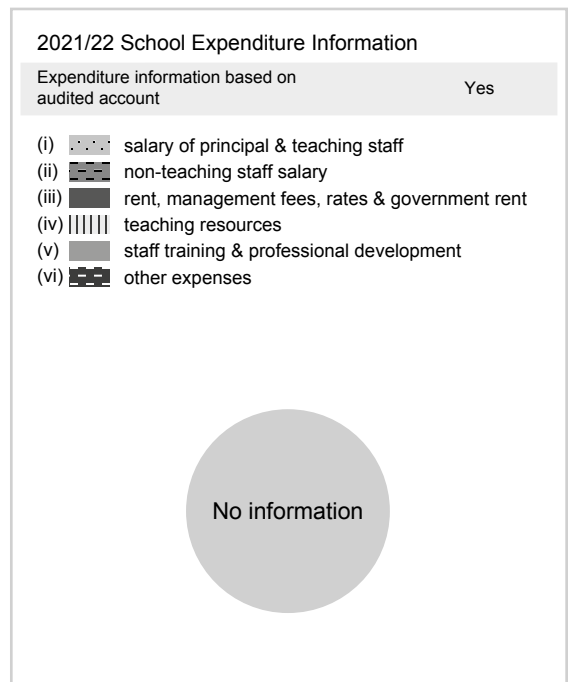 2021/22 School Expenditure Information
Expenditure information based on
audited account
Yes
(i) salary of principal & teaching staff
(ii) non-teaching staff salary
(iii) rent, management fees, rates & government rent
(iv) teaching resources
(v) staff training & professional development
(vi) other expenses
No information